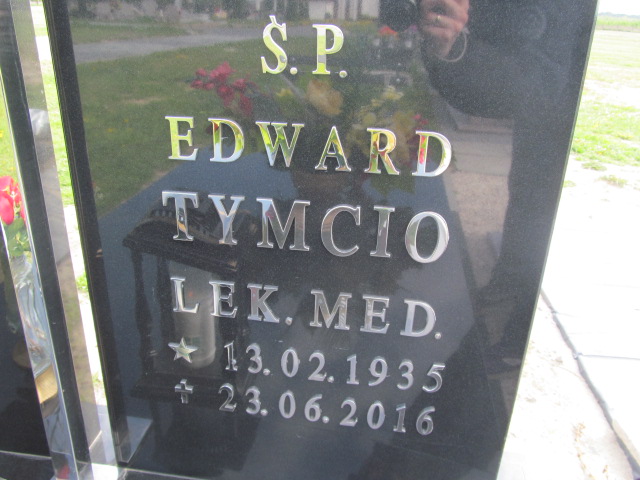 Ś.P.
EDWARD
TYMCIO
LEK. MED.
13.02.1935
23.06.2016